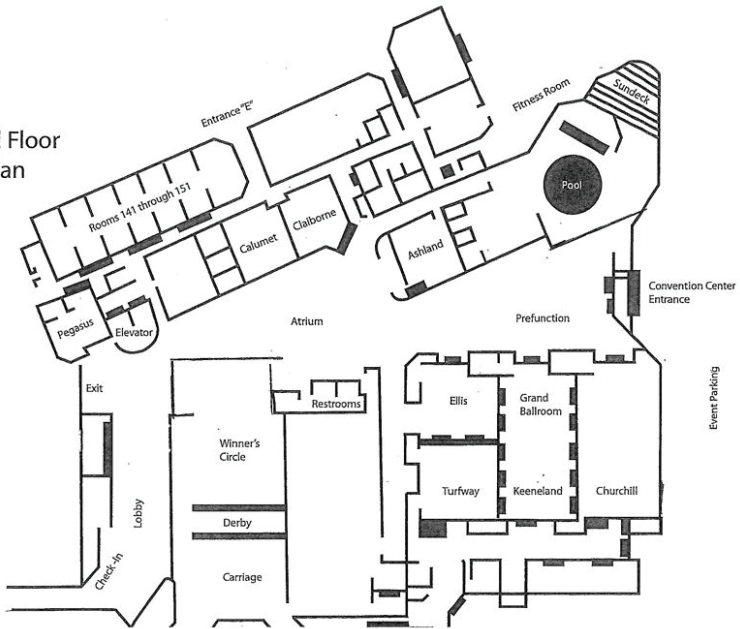 Floor
an
Entrance "E"
Fitness Room
Sundeck
Rooms 141 through 151
Pool
Claiborne
Calumet
Ashland
Convention Center
Entrance
Pegasus
Elevator
Atrium
Prefunction
Exit
Event Parking
Restrooms
Ellis
Grand
Ballroom
Winner's
Circle
Turfway
Keeneland
Churchill
Lobby
Derby
Check-In
Carriage